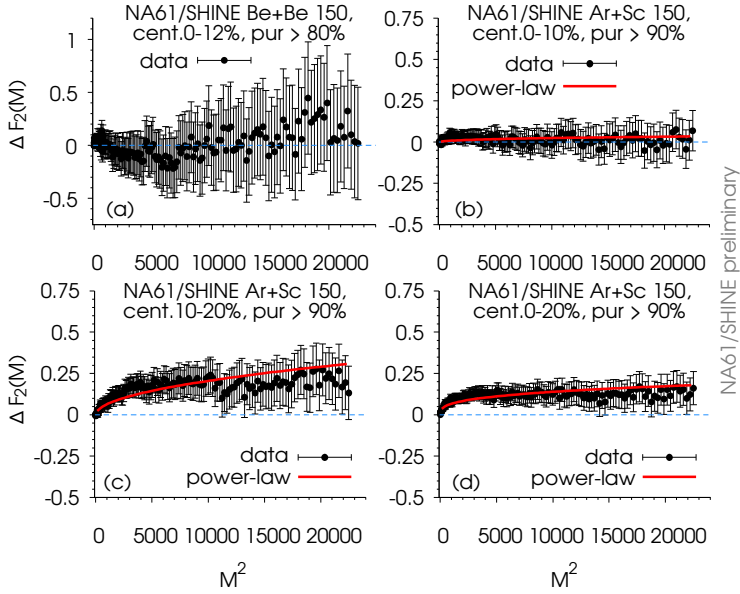 NA61/SHINE Be+Be 150,
cent.0-12%, pur > 80%
data
Δ F2(M)
1
0.5
0
-0.5
(a)
0 5000 10000 15000 20000
NA61/SHINE Ar+Sc 150,
cent.0-10%, pur > 90%
data
power-law
0.75
0.5
0.25
0
-0.25
-0.5
(b)
0 5000 10000 15000 20000
NA61/SHINE Ar+Sc 150,
cent.10-20%, pur > 90%
Δ F2(M)
0.75
0.5
0.25
0
-0.25
-0.5
data
power-law
(c)
0 5000 10000 15000 20000
M²
NA61/SHINE Ar+Sc 150,
cent.0-20%, pur > 90%
0.75
0.5
0.25
0
-0.25
-0.5
data
power-law
(d)
0 5000 10000 15000 20000
M²
NA61/SHINE preliminary